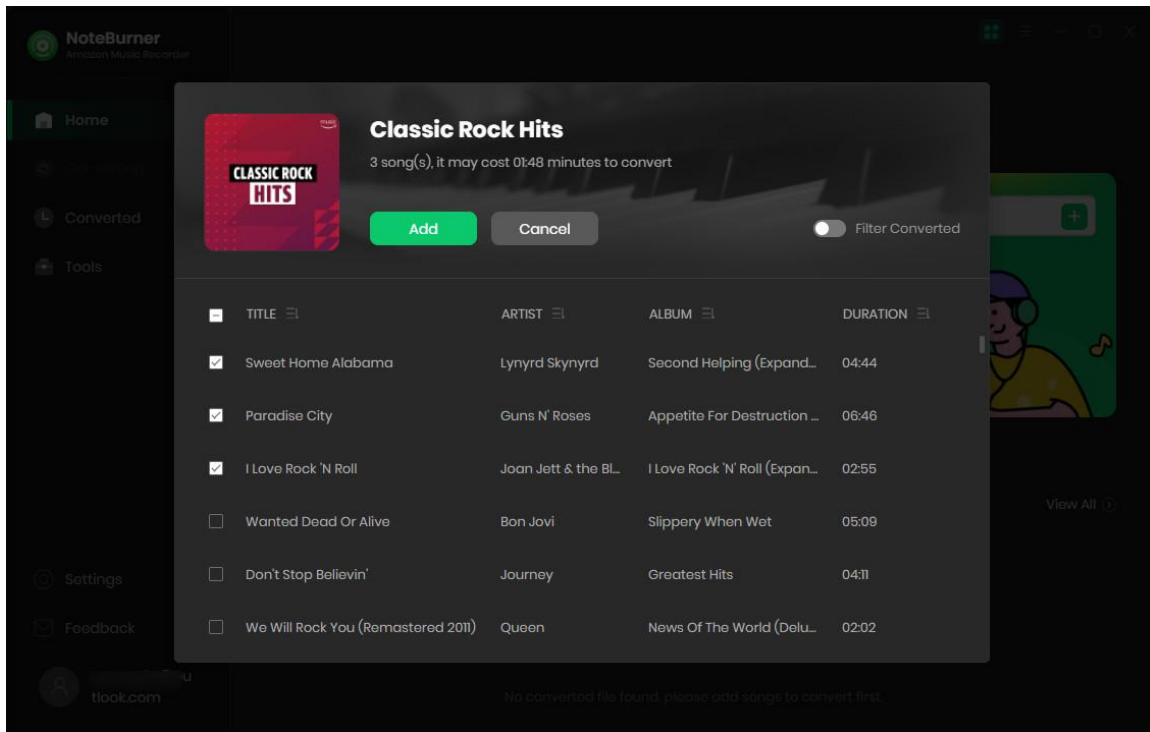 NoteBurner
Amazon Music Recorder
Home
Converted
Tools
Settings
Feedback
tlook.com
music
CLASSIC ROCK
HITS
Classic Rock Hits
3 song(s), it may cost 01:48 minutes to convert
Add Cancel Filter Converted
TITLE ARTIST ALBUM DURATION
Sweet Home Alabama Lynyrd Skynyrd Second Helping (Expand... 04:44
Paradise City Guns N' Roses Appetite For Destruction ... 06:46
I Love Rock 'N Roll Joan Jett & the Bl... I Love Rock 'N' Roll (Expan... 02:55
Wanted Dead Or Alive Bon Jovi Slippery When Wet 05:09
Don't Stop Believin' Journey Greatest Hits 04:11
We Will Rock You (Remastered 2011) Queen News Of The World (Delu... 02:02
View All
No converted file found, please add songs to convert first.